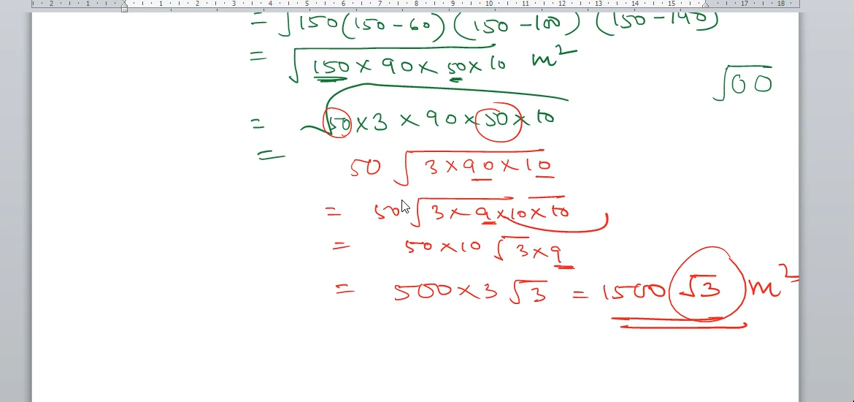 = √150(150-60) (150-100) (150-140)
= √150 × 90 × 50 × 10 m²
√00
= √50 × 3 × 90 × 50 × 10
= 50 √3 × 90 × 10
= 50 √3 × 9 × 10 × 10
= 50 × 10 √3 × 9
= 500 × 3 √3 = 1500 √3 m²